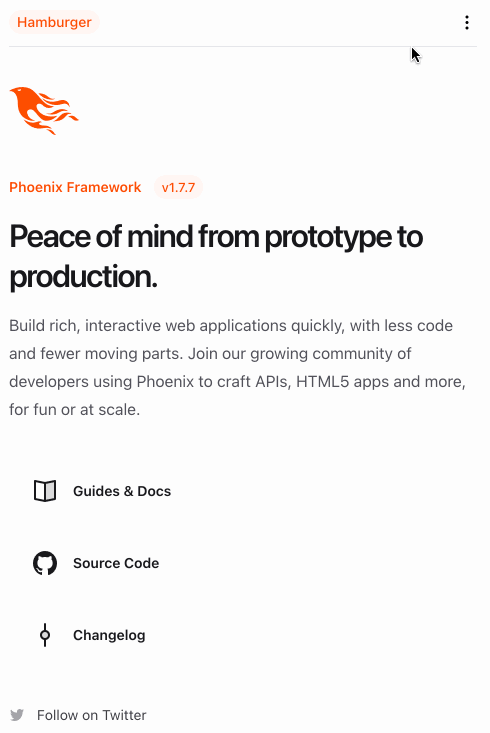 Hamburger
Phoenix Framework v1.7.7
Peace of mind from prototype to
production.
Build rich, interactive web applications quickly, with less code
and fewer moving parts. Join our growing community of
developers using Phoenix to craft APIs, HTML5 apps and more,
for fun or at scale.
Guides & Docs
Source Code
Changelog
Follow on Twitter